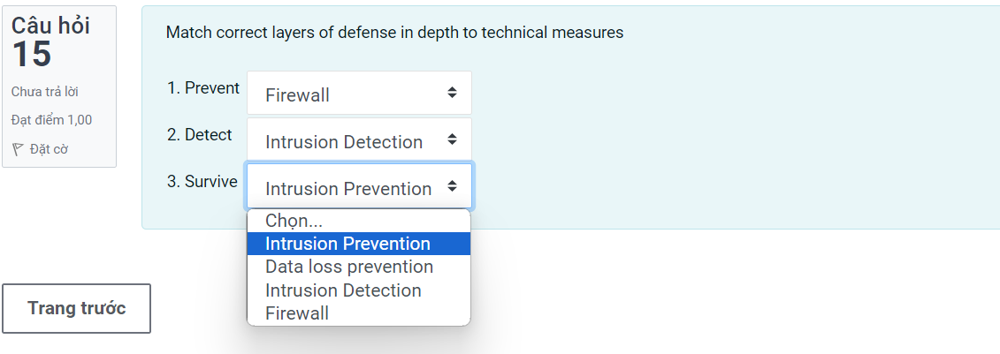 Câu hỏi
15
Chưa trả lời
Đạt điểm 1,00
Đặt cờ
Match correct layers of defense in depth to technical measures
1. Prevent Firewall
2. Detect Intrusion Detection
3. Survive Intrusion Prevention
Chọn...
Intrusion Prevention
Data loss prevention
Intrusion Detection
Firewall
Trang trước